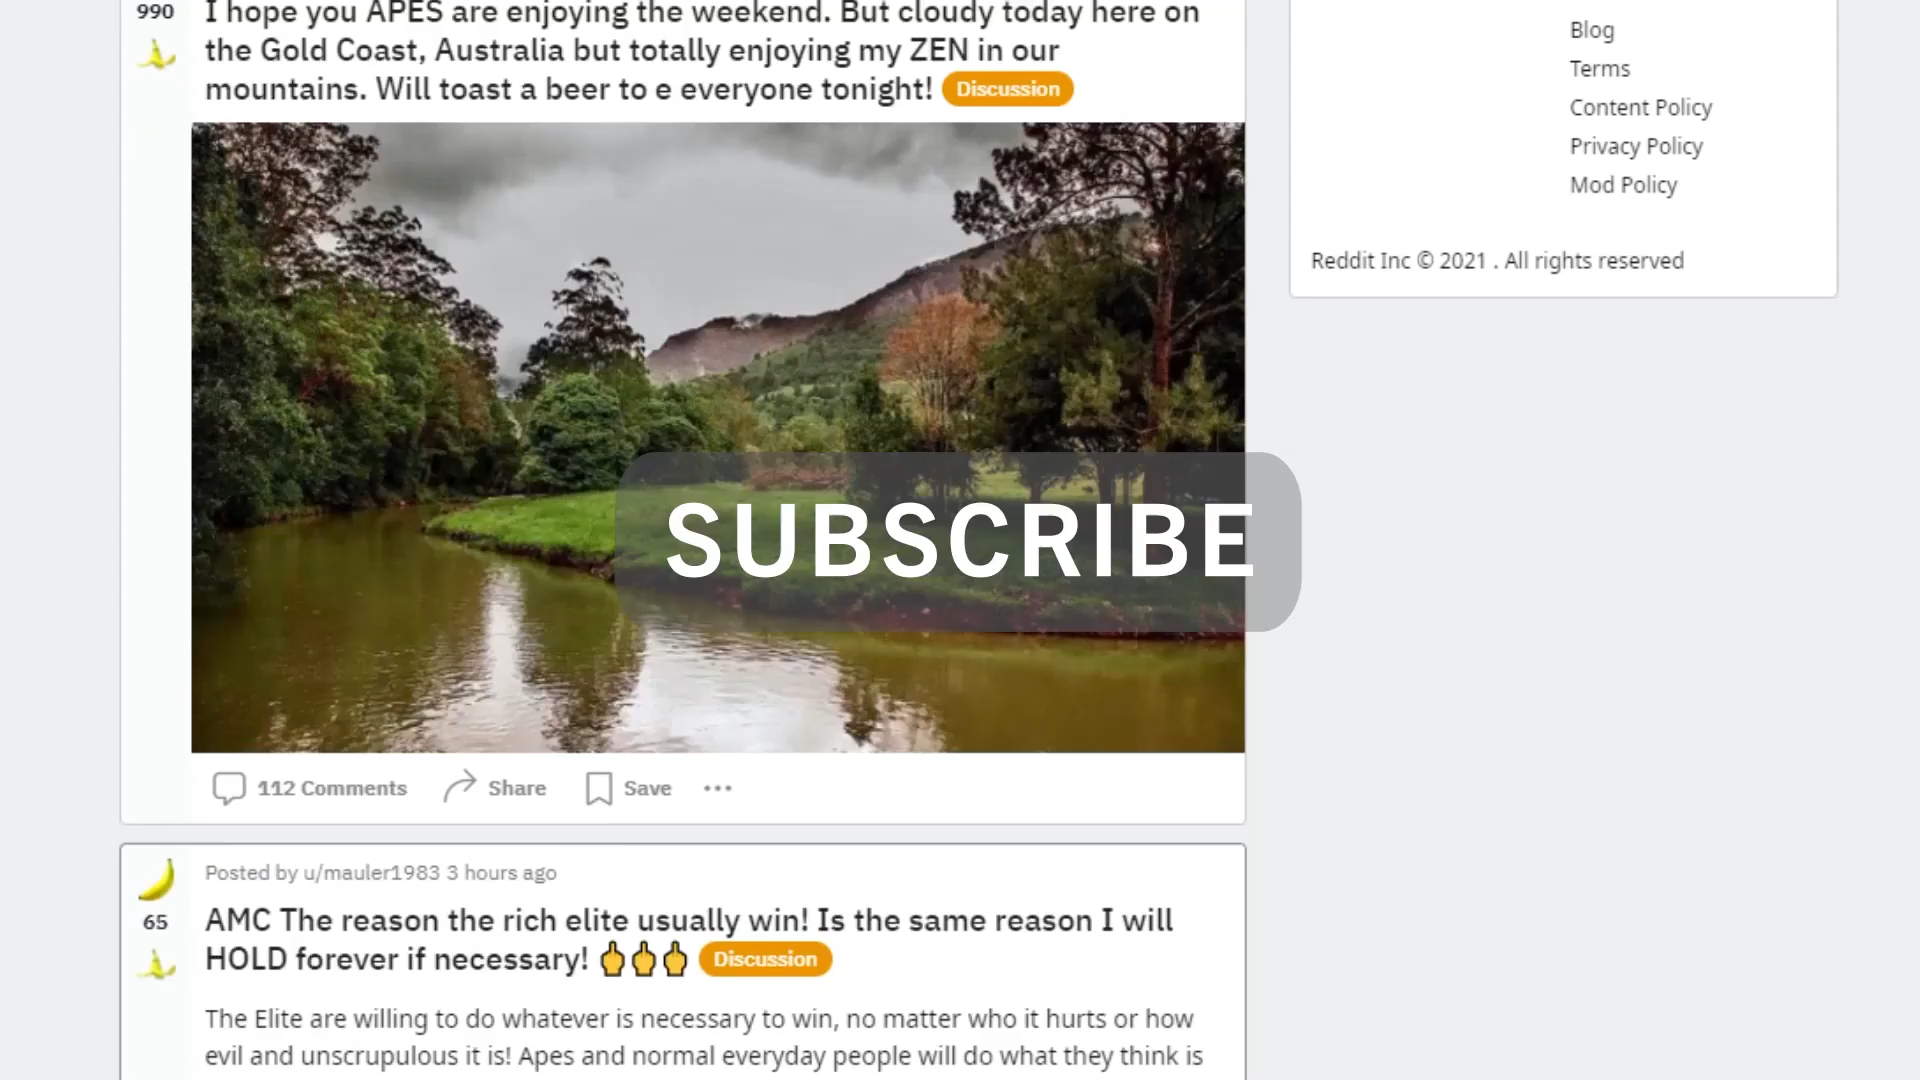 990
I hope you APES are enjoying the weekend. But cloudy today here on
the Gold Coast, Australia but totally enjoying my ZEN in our
mountains. Will toast a beer to e everyone tonight! Discussion
SUBSCRIBE
112 Comments Share Save
Posted by u/mauler1983 3 hours ago
65
AMC The reason the rich elite usually win! Is the same reason I will
HOLD forever if necessary! 🖕🖕🖕 Discussion
The Elite are willing to do whatever is necessary to win, no matter who it hurts or how
evil and unscrupulous it is! Apes and normal everyday people will do what they think is
Blog
Terms
Content Policy
Privacy Policy
Mod Policy
Reddit Inc © 2021 . All rights reserved